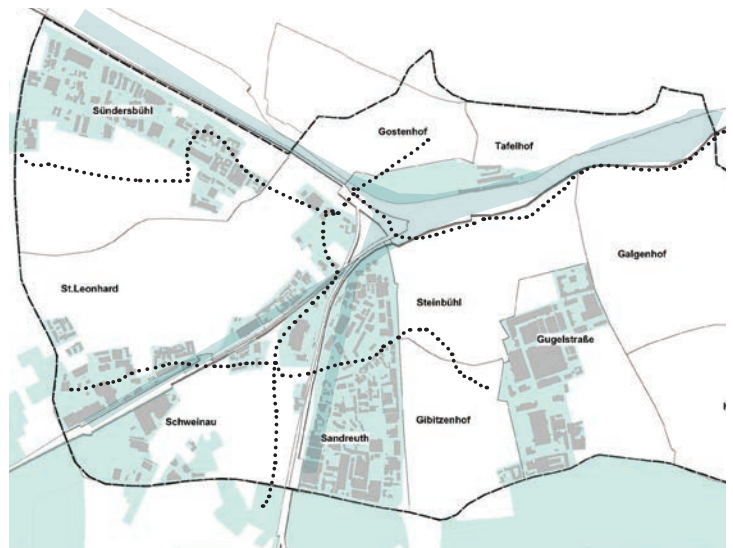 Sündersbühl
Gostenhof
Tafelhof
Galgenhof
St.Leonhard
Steinbühl
Gugelstraße
Schweinau
Sandreuth
Gibitzenhof